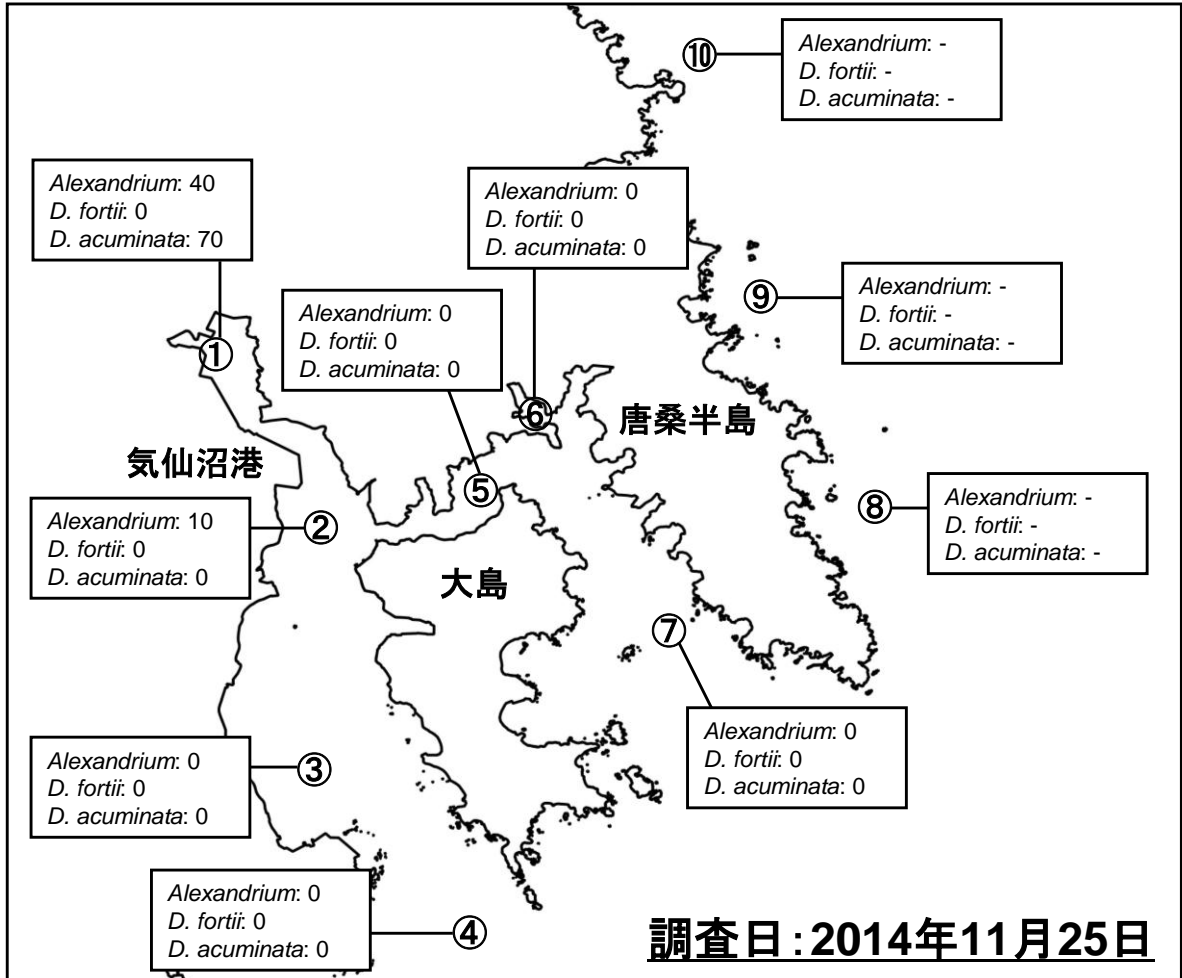 ⑩
Alexandrium: -
D. fortii: -
D. acuminata: -
Alexandrium: 40
D. fortii: 0
D. acuminata: 70
①
Alexandrium: 0
D. fortii: 0
D. acuminata: 0
⑥
Alexandrium: 0
D. fortii: 0
D. acuminata: 0
⑤
⑨
Alexandrium: -
D. fortii: -
D. acuminata: -
唐桑半島
気仙沼港
Alexandrium: 10
D. fortii: 0
D. acuminata: 0
②
⑧
Alexandrium: -
D. fortii: -
D. acuminata: -
大島
⑦
Alexandrium: 0
D. fortii: 0
D. acuminata: 0
Alexandrium: 0
D. fortii: 0
D. acuminata: 0
③
Alexandrium: 0
D. fortii: 0
D. acuminata: 0
④
調査日:2014年11月25日